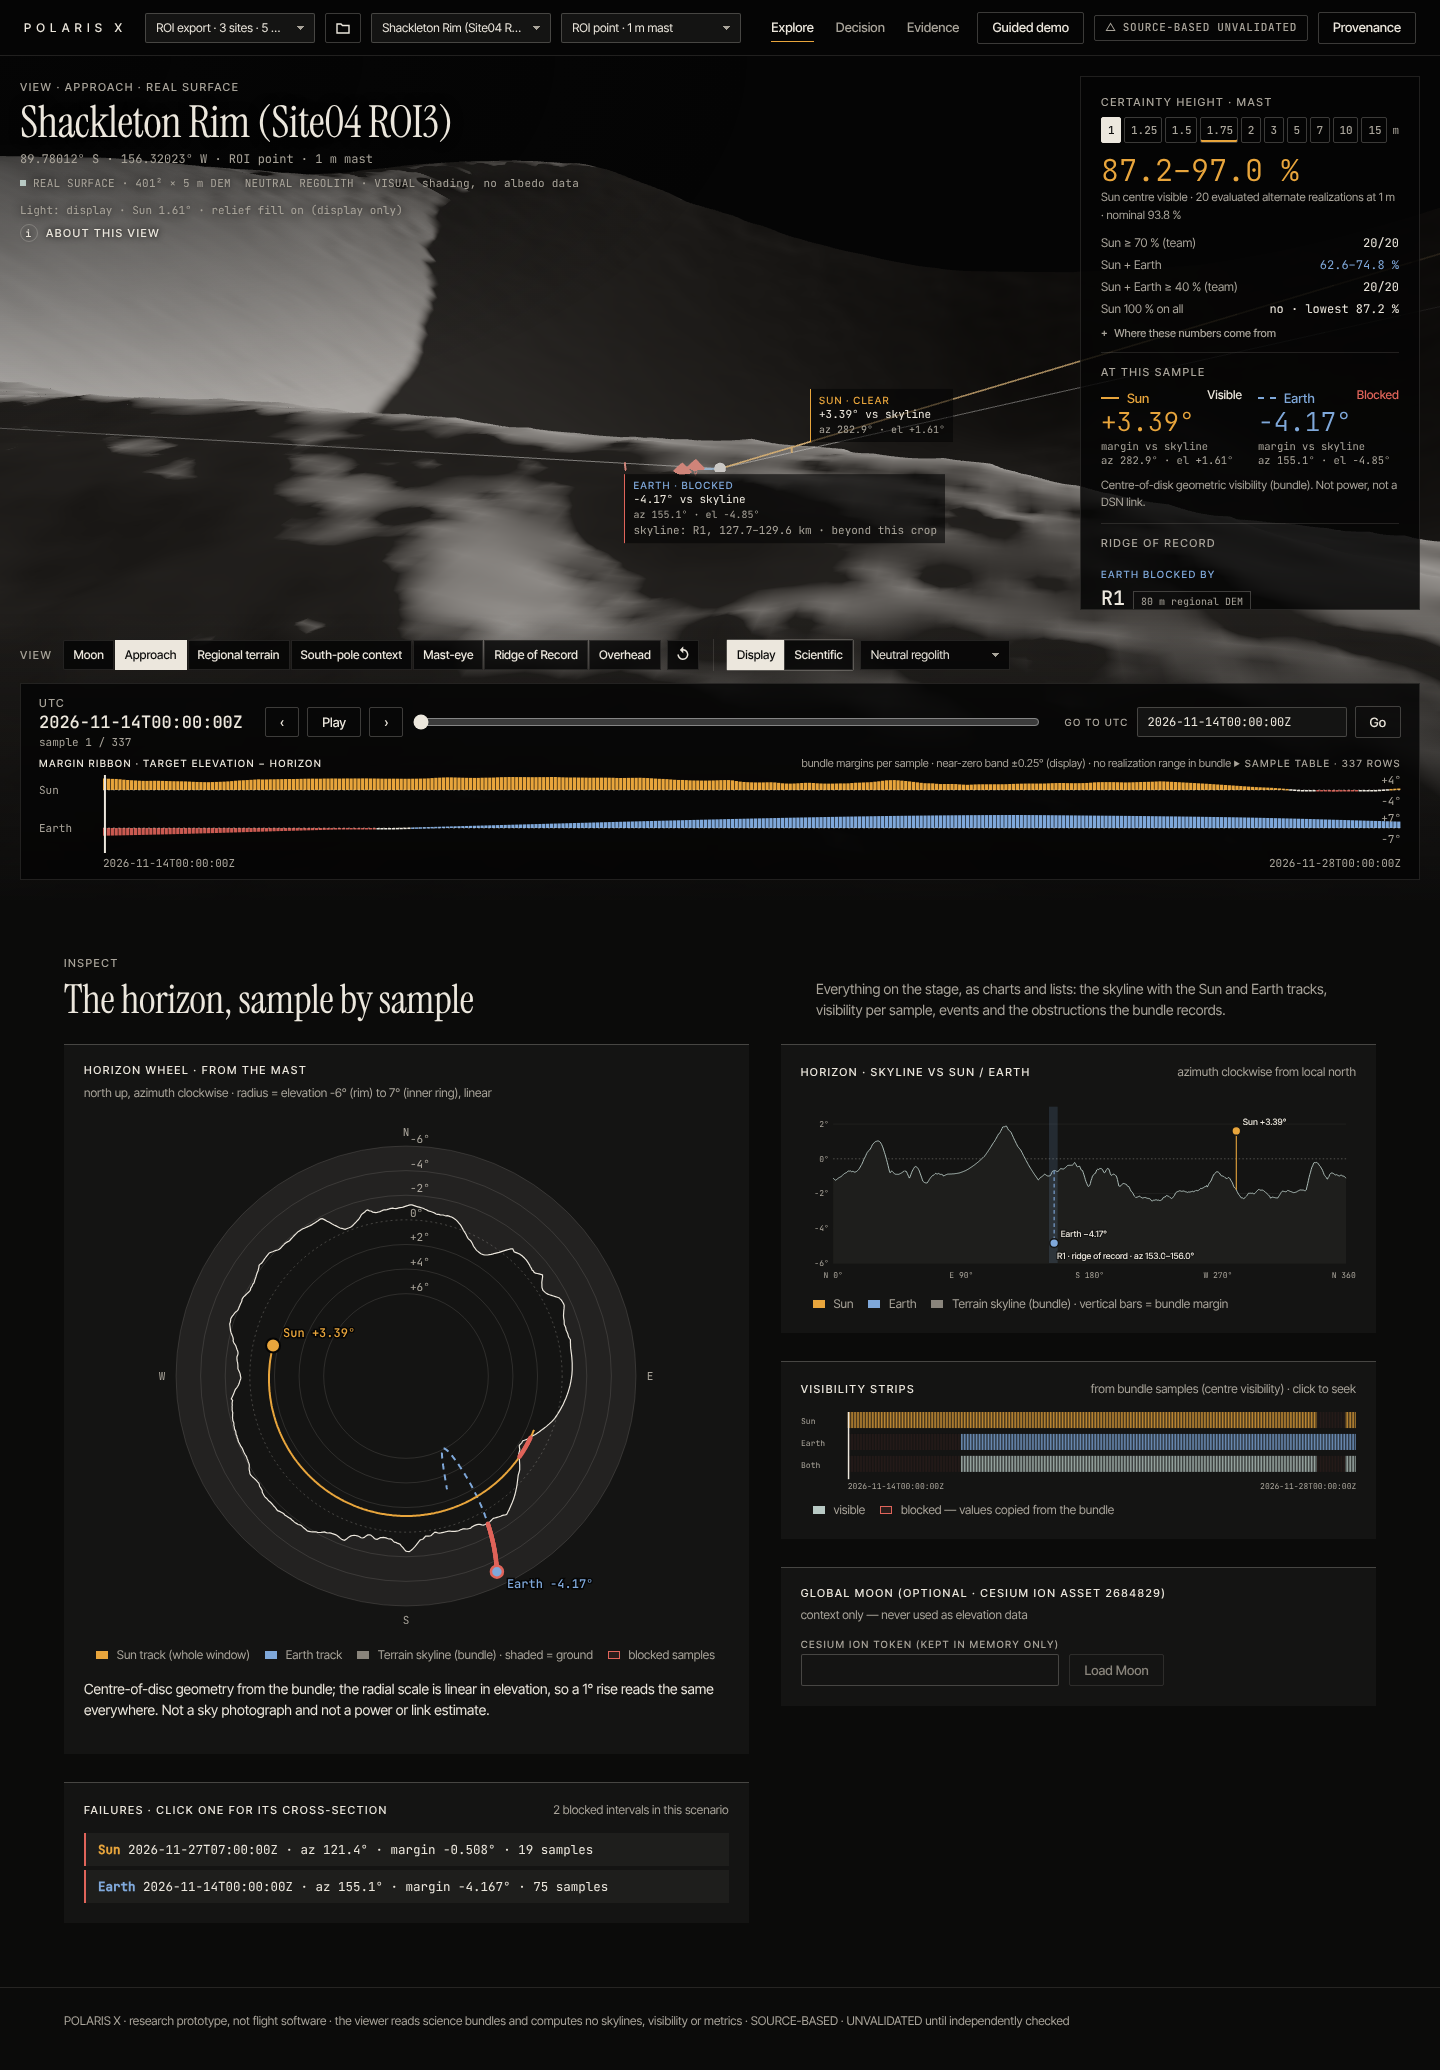 POLARIS X
ROI export · 3 sites · 5 ...
Shackleton Rim (Site04 R...
ROI point · 1 m mast
Explore
Decision
Evidence
Guided demo
△ SOURCE-BASED UNVALIDATED
Provenance
VIEW · APPROACH · REAL SURFACE
Shackleton Rim (Site04 ROI3)
89.78012° S · 156.32023° W · ROI point · 1 m mast
REAL SURFACE · 401² × 5 m DEM NEUTRAL REGOLITH · VISUAL shading, no albedo data
Light: display · Sun 1.61° · relief fill on (display only)
i ABOUT THIS VIEW
CERTAINTY HEIGHT · MAST
1 1.25 1.5 1.75 2 3 5 7 10 15 m
87.2–97.0 %
Sun centre visible · 20 evaluated alternate realizations at 1 m
· nominal 93.8 %
Sun ≥ 70 % (team) 20/20
Sun + Earth 62.6–74.8 %
Sun + Earth ≥ 40 % (team) 20/20
Sun 100 % on all no · lowest 87.2 %
+ Where these numbers come from
AT THIS SAMPLE
Sun Visible
+3.39°
margin vs skyline
az 282.9° · el +1.61°
Earth Blocked
-4.17°
margin vs skyline
az 155.1° · el -4.85°
Centre-of-disk geometric visibility (bundle). Not power, not a
DSN link.
RIDGE OF RECORD
EARTH BLOCKED BY
R1 80 m regional DEM
SUN · CLEAR
+3.39° vs skyline
az 282.9° · el +1.61°
EARTH · BLOCKED
-4.17° vs skyline
az 155.1° · el -4.85°
skyline: R1, 127.7–129.6 km · beyond this crop
VIEW
Moon
Approach
Regional terrain
South-pole context
Mast-eye
Ridge of Record
Overhead
Display
Scientific
Neutral regolith
UTC
2026-11-14T00:00:00Z
sample 1 / 337
‹
Play
›
GO TO UTC
2026-11-14T00:00:00Z
Go
MARGIN RIBBON · TARGET ELEVATION − HORIZON
bundle margins per sample · near-zero band ±0.25° (display) · no realization range in bundle ▸ SAMPLE TABLE · 337 ROWS
Sun
+4°
-4°
Earth
+7°
-7°
2026-11-14T00:00:00Z
2026-11-28T00:00:00Z
INSPECT
The horizon, sample by sample
Everything on the stage, as charts and lists: the skyline with the Sun and Earth tracks,
visibility per sample, events and the obstructions the bundle records.
HORIZON WHEEL · FROM THE MAST
north up, azimuth clockwise · radius = elevation -6° (rim) to 7° (inner ring), linear
N
-6°
-4°
-2°
0°
+2°
+4°
+6°
Sun +3.39°
W
E
Earth -4.17°
S
Sun track (whole window)
Earth track
Terrain skyline (bundle) · shaded = ground
blocked samples
Centre-of-disc geometry from the bundle; the radial scale is linear in elevation, so a 1° rise reads the same
everywhere. Not a sky photograph and not a power or link estimate.
FAILURES · CLICK ONE FOR ITS CROSS-SECTION
2 blocked intervals in this scenario
Sun 2026-11-27T07:00:00Z · az 121.4° · margin -0.508° · 19 samples
Earth 2026-11-14T00:00:00Z · az 155.1° · margin -4.167° · 75 samples
HORIZON · SKYLINE VS SUN / EARTH
azimuth clockwise from local north
2°
0°
-2°
-4°
-6°
Sun +3.39°
Earth −4.17°
R1 · ridge of record · az 153.0–156.0°
N 0°
E 90°
S 180°
W 270°
N 360
Sun
Earth
Terrain skyline (bundle) · vertical bars = bundle margin
VISIBILITY STRIPS
from bundle samples (centre visibility) · click to seek
Sun
Earth
Both
2026-11-14T00:00:00Z
2026-11-28T00:00:00Z
visible
blocked — values copied from the bundle
GLOBAL MOON (OPTIONAL · CESIUM ION ASSET 2684829)
context only — never used as elevation data
CESIUM ION TOKEN (KEPT IN MEMORY ONLY)
Load Moon
POLARIS X · research prototype, not flight software · the viewer reads science bundles and computes no skylines, visibility or metrics · SOURCE-BASED · UNVALIDATED until independently checked